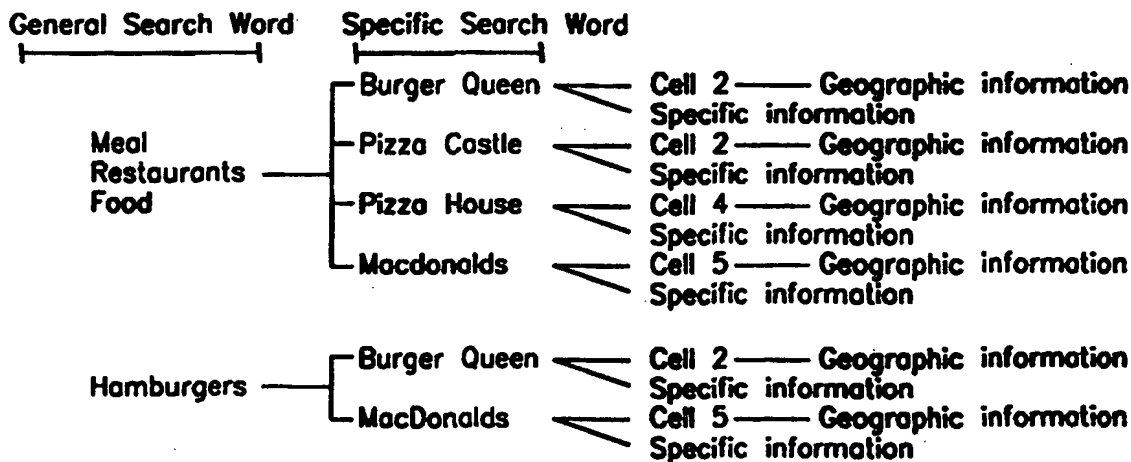 General Search Word Specific Search Word
Burger Queen Cell 2 Geographic information
Specific information
Meal Pizza Castle Cell 2 Geographic information
Restaurants Specific information
Food Pizza House Cell 4 Geographic information
Specific information
Macdonalds Cell 5 Geographic information
Specific information
Burger Queen Cell 2 Geographic information
Hamburgers Specific information
MacDonalds Cell 5 Geographic information
Specific information